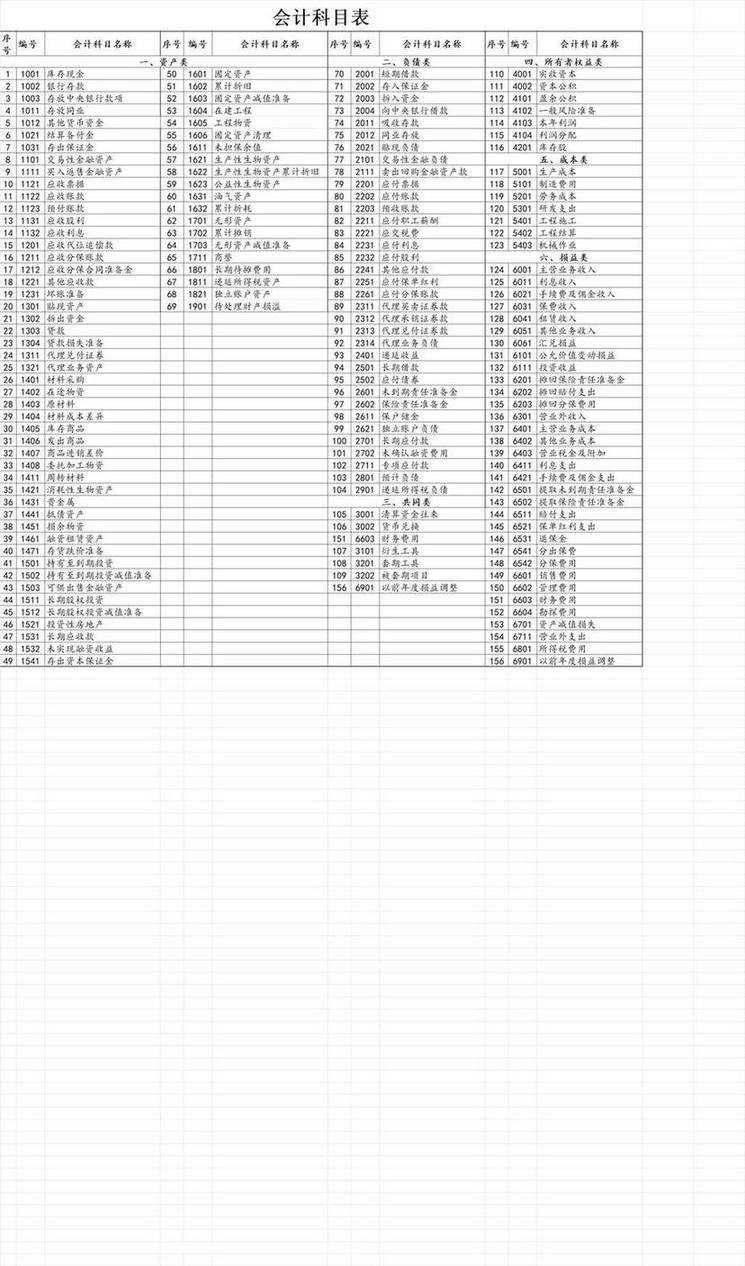 会计科目表
序号 编号 会计科目名称 序号 编号 会计科目名称 序号 编号 会计科目名称 序号 编号 会计科目名称
一、资产类 二、负债类 四、所有者权益类
1 1001 库存现金 50 1601 固定资产 70 2001 短期借款 110 4001 实收资本
2 1002 银行存款 51 1602 累计折旧 71 2002 存入保证金 111 4002 资本公积
3 1003 存放中央银行款项 52 1603 固定资产减值准备 72 2003 拆入资金 112 4101 盈余公积
4 1011 存放同业 53 1604 在建工程 73 2004 向中央银行借款 113 4102 一般风险准备
5 1012 其他货币资金 54 1605 工程物资 74 2011 吸收存款 114 4103 本年利润
6 1021 结算备付金 55 1606 固定资产清理 75 2012 同业存放 115 4104 利润分配
7 1031 存出保证金 56 1611 未担保余值 76 2021 贴现负债 116 4201 库存股
8 1101 交易性金融资产 57 1621 生产性生物资产 77 2101 交易性金融负债 五、成本类
9 1111 买入返售金融资产 58 1622 生产性生物资产累计折旧 78 2111 卖出回购金融资产款 117 5001 生产成本
10 1121 应收票据 59 1623 公益性生物资产 79 2201 应付票据 118 5101 制造费用
11 1122 应收账款 60 1631 油气资产 80 2202 应付账款 119 5201 劳务成本
12 1123 预付账款 61 1632 累计折耗 81 2203 预收账款 120 5301 研发支出
13 1131 应收股利 62 1701 无形资产 82 2211 应付职工薪酬 121 5401 工程施工
14 1132 应收利息 63 1702 累计摊销 83 2221 应交税费 122 5402 工程结算
15 1201 应收代位追偿款 64 1703 无形资产减值准备 84 2231 应付利息 123 5403 机械作业
16 1211 应收分保账款 65 1711 商誉 85 2232 应付股利 六、损益类
17 1212 应收分保合同准备金 66 1801 长期待摊费用 86 2241 其他应付款 124 6001 主营业务收入
18 1221 其他应收款 67 1811 递延所得税资产 87 2251 应付保单红利 125 6011 利息收入
19 1231 坏账准备 68 1821 独立账户资产 88 2261 应付分保账款 126 6021 手续费及佣金收入
20 1301 贴现资产 69 1901 待处理财产损溢 89 2311 代理买卖证券款 127 6031 保费收入
21 1302 拆出资金 90 2312 代理承销证券款 128 6041 租赁收入
22 1303 贷款 91 2313 代理兑付证券款 129 6051 其他业务收入
23 1304 贷款损失准备 92 2314 代理业务负债 130 6061 汇兑损益
24 1311 代理兑付证券 93 2401 递延收益 131 6101 公允价值变动损益
25 1321 代理业务资产 94 2501 长期借款 132 6111 投资收益
26 1401 材料采购 95 2502 应付债券 133 6201 摊回保险责任准备金
27 1402 在途物资 96 2601 未到期责任准备金 134 6202 摊回赔付支出
28 1403 原材料 97 2602 保险责任准备金 135 6203 摊回分保费用
29 1404 材料成本差异 98 2611 保户储金 136 6301 营业外收入
30 1405 库存商品 99 2621 独立账户负债 137 6401 主营业务成本
31 1406 发出商品 100 2701 长期应付款 138 6402 其他业务成本
32 1407 商品进销差价 101 2702 未确认融资费用 139 6403 营业税金及附加
33 1408 委托加工物资 102 2711 专项应付款 140 6411 利息支出
34 1411 周转材料 103 2801 预计负债 141 6421 手续费及佣金支出
35 1421 消耗性生物资产 104 2901 递延所得税负债 142 6501 提取未到期责任准备金
36 1431 贵金属 三、共同类 143 6502 提取保险责任准备金
37 1441 抵债资产 105 3001 清算资金往来 144 6511 赔付支出
38 1451 损余物资 106 3002 货币兑换 145 6521 保单红利支出
39 1461 融资租赁资产 151 6603 财务费用 146 6531 退保金
40 1471 存货跌价准备 107 3101 衍生工具 147 6541 分出保费
41 1501 持有至到期投资 108 3201 套期工具 148 6542 分保费用
42 1502 持有至到期投资减值准备 109 3202 被套期项目 149 6601 销售费用
43 1503 可供出售金融资产 156 6901 以前年度损益调整 150 6602 管理费用
44 1511 长期股权投资 151 6603 财务费用
45 1512 长期股权投资减值准备 152 6604 勘探费用
46 1521 投资性房地产 153 6701 资产减值损失
47 1531 长期应收款 154 6711 营业外支出
48 1532 未实现融资收益 155 6801 所得税费用
49 1541 存出资本保证金 156 6901 以前年度损益调整